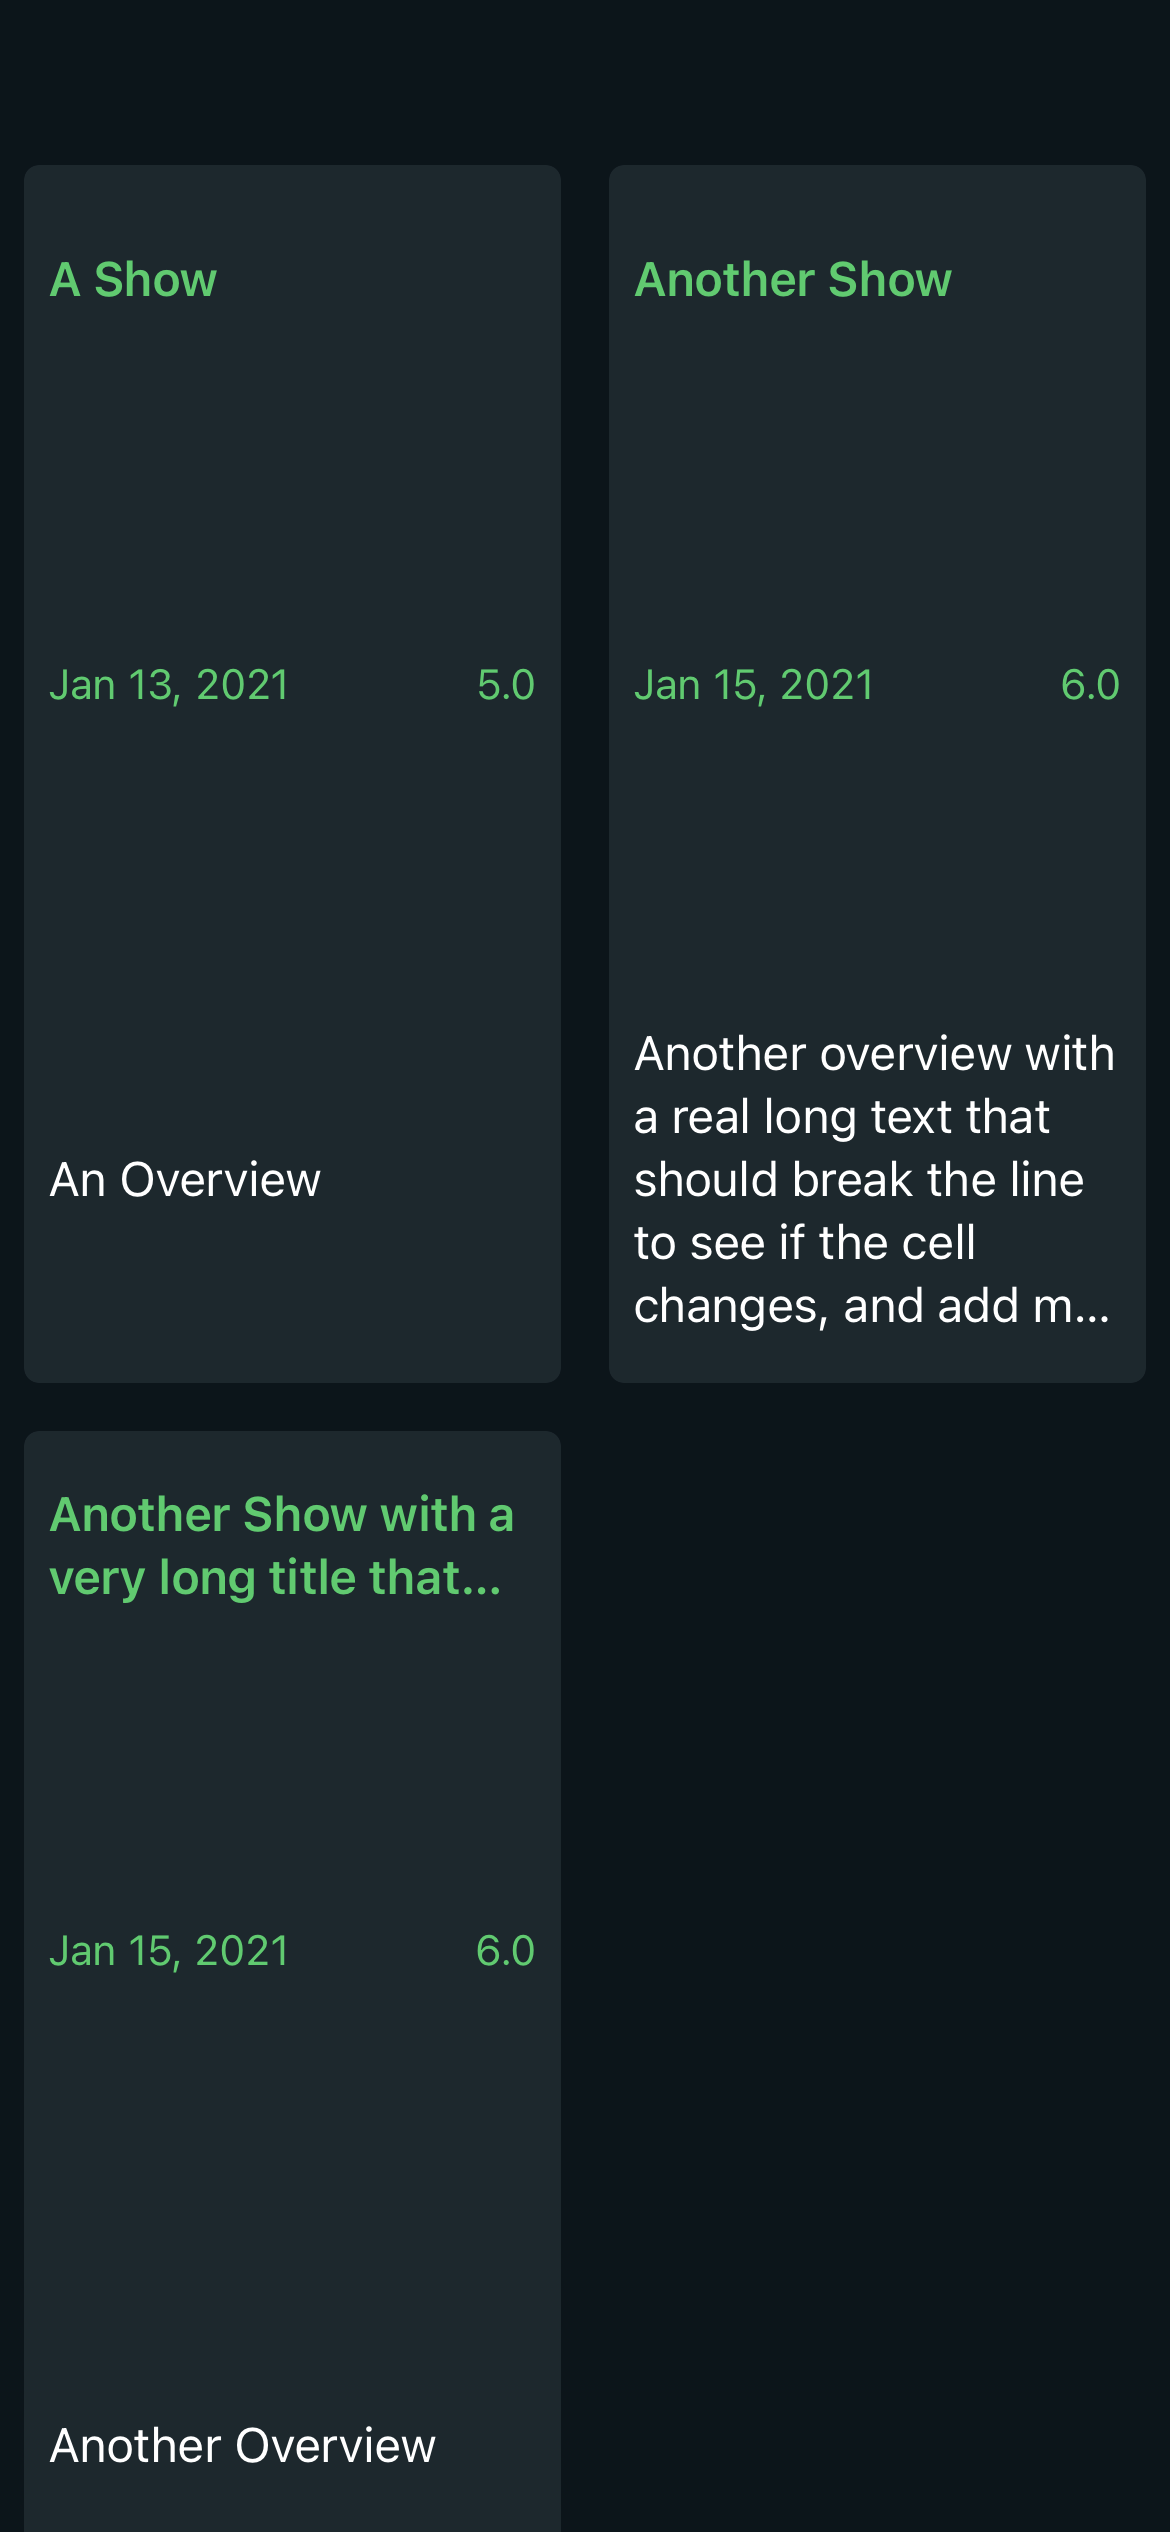 A Show
Jan 13, 2021 5.0
An Overview
Another Show
Jan 15, 2021 6.0
Another overview with
a real long text that
should break the line
to see if the cell
changes, and add m...
Another Show with a
very long title that...
Jan 15, 2021 6.0
Another Overview